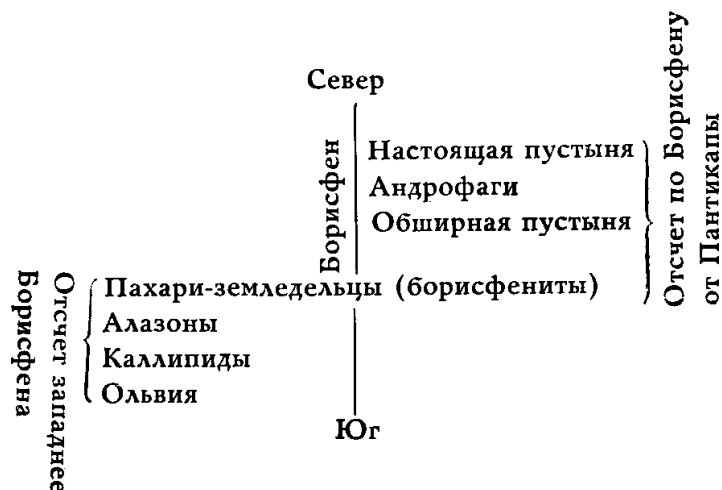 Север
Борисфен
Настоящая пустыня
Андрофаги
Обширная пустыня
Отсчет по Борисфену
от Пантикапы
Пахари-земледельцы (борисфениты)
Алазоны
Каллипиды
Ольвия
Отсчет западнее
Борисфена
Юг